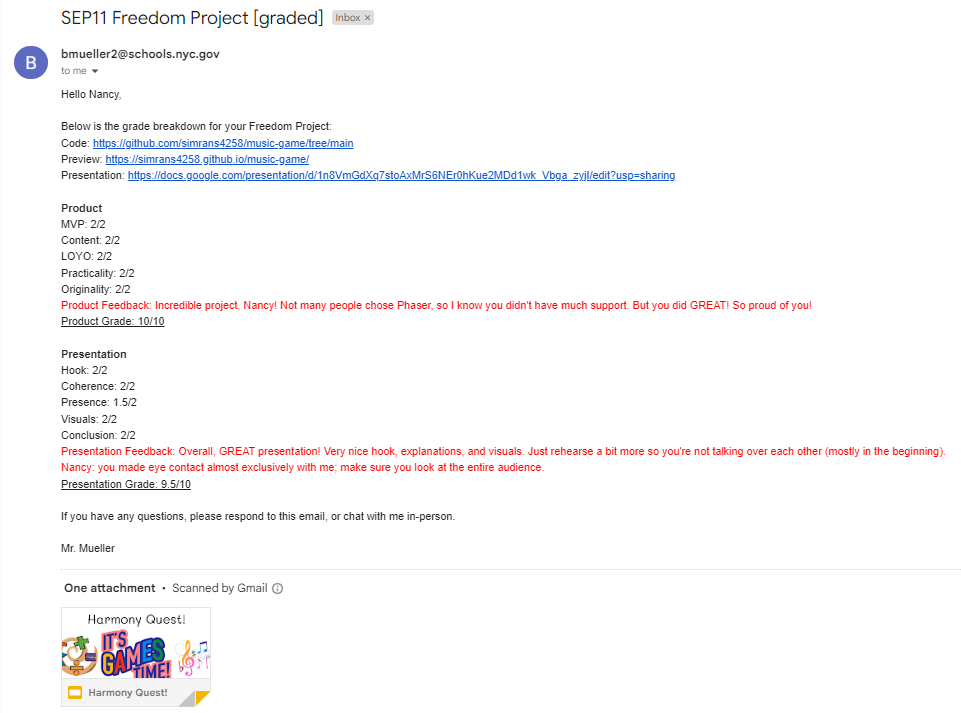 SEP11 Freedom Project [graded] Inbox ×
B
bmueller2@schools.nyc.gov
to me
Hello Nancy,
Below is the grade breakdown for your Freedom Project:
Code: https://github.com/simrans4258/music-game/tree/main
Preview: https://simrans4258.github.io/music-game/
Presentation: https://docs.google.com/presentation/d/1n8VmGdXq7stoAxMrS6NEr0hKue2MDd1wk_Vbga_zyjI/edit?usp=sharing
Product
MVP: 2/2
Content: 2/2
LOYO: 2/2
Practicality: 2/2
Originality: 2/2
Product Feedback: Incredible project, Nancy! Not many people chose Phaser, so I know you didn't have much support. But you did GREAT! So proud of you!
Product Grade: 10/10
Presentation
Hook: 2/2
Coherence: 2/2
Presence: 1.5/2
Visuals: 2/2
Conclusion: 2/2
Presentation Feedback: Overall, GREAT presentation! Very nice hook, explanations, and visuals. Just rehearse a bit more so you're not talking over each other (mostly in the beginning).
Nancy: you made eye contact almost exclusively with me; make sure you look at the entire audience.
Presentation Grade: 9.5/10
If you have any questions, please respond to this email, or chat with me in-person.
Mr. Mueller
One attachment • Scanned by Gmail
Harmony Quest!
IT'S
GAMES
TIME!
Harmony Quest!